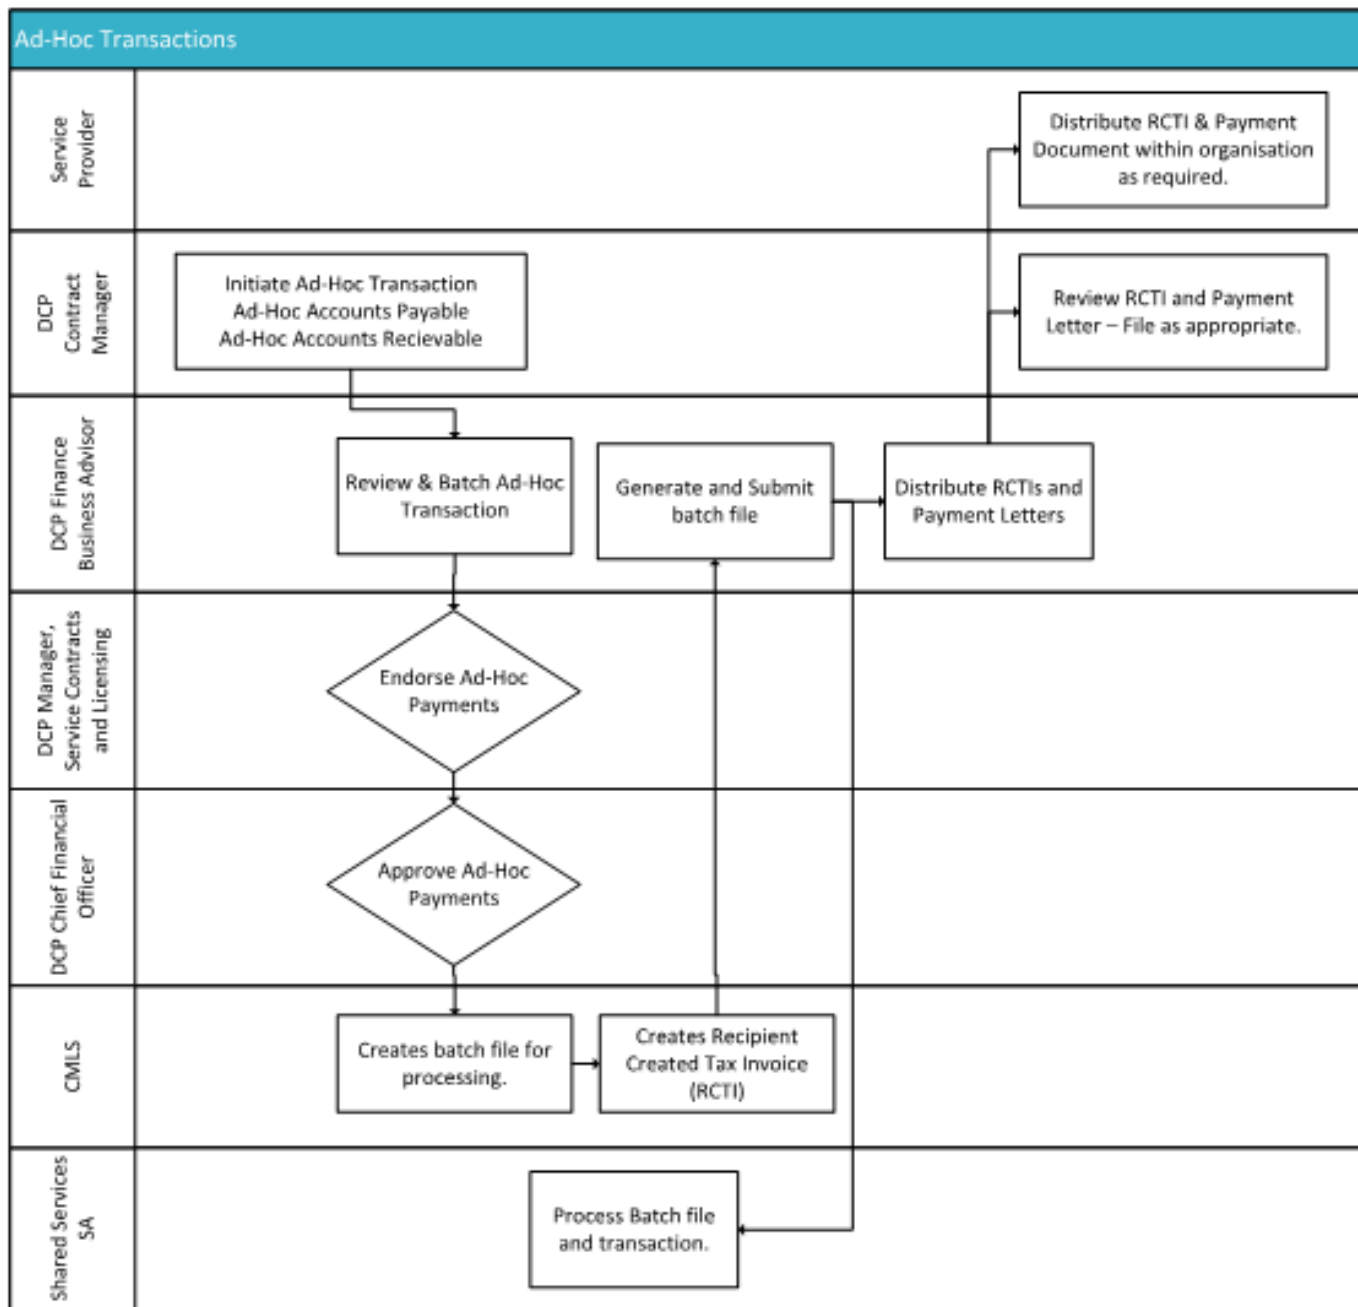 Ad-Hoc Transactions
Service
Provider
Distribute RCTI & Payment
Document within organisation
as required.
DCP
Contract
Manager
Initiate Ad-Hoc Transaction
Ad-Hoc Accounts Payable
Ad-Hoc Accounts Recievable
Review RCTI and Payment
Letter – File as appropriate.
DCP Finance
Business Advisor
Review & Batch Ad-Hoc
Transaction
Generate and Submit
batch file
Distribute RCTIs and
Payment Letters
DCP Manager,
Service Contracts
and Licensing
Endorse Ad-Hoc
Payments
DCP Chief Financial
Officer
Approve Ad-Hoc
Payments
CMLS
Creates batch file for
processing.
Creates Recipient
Created Tax Invoice
(RCTI)
Shared Services
SA
Process Batch file
and transaction.